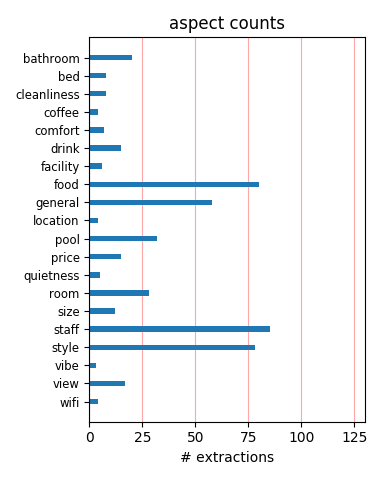 aspect counts
bathroom
bed
cleanliness
coffee
comfort
drink
facility
food
general
location
pool
price
quietness
room
size
staff
style
vibe
view
wifi
0 25 50 75 100 125
# extractions